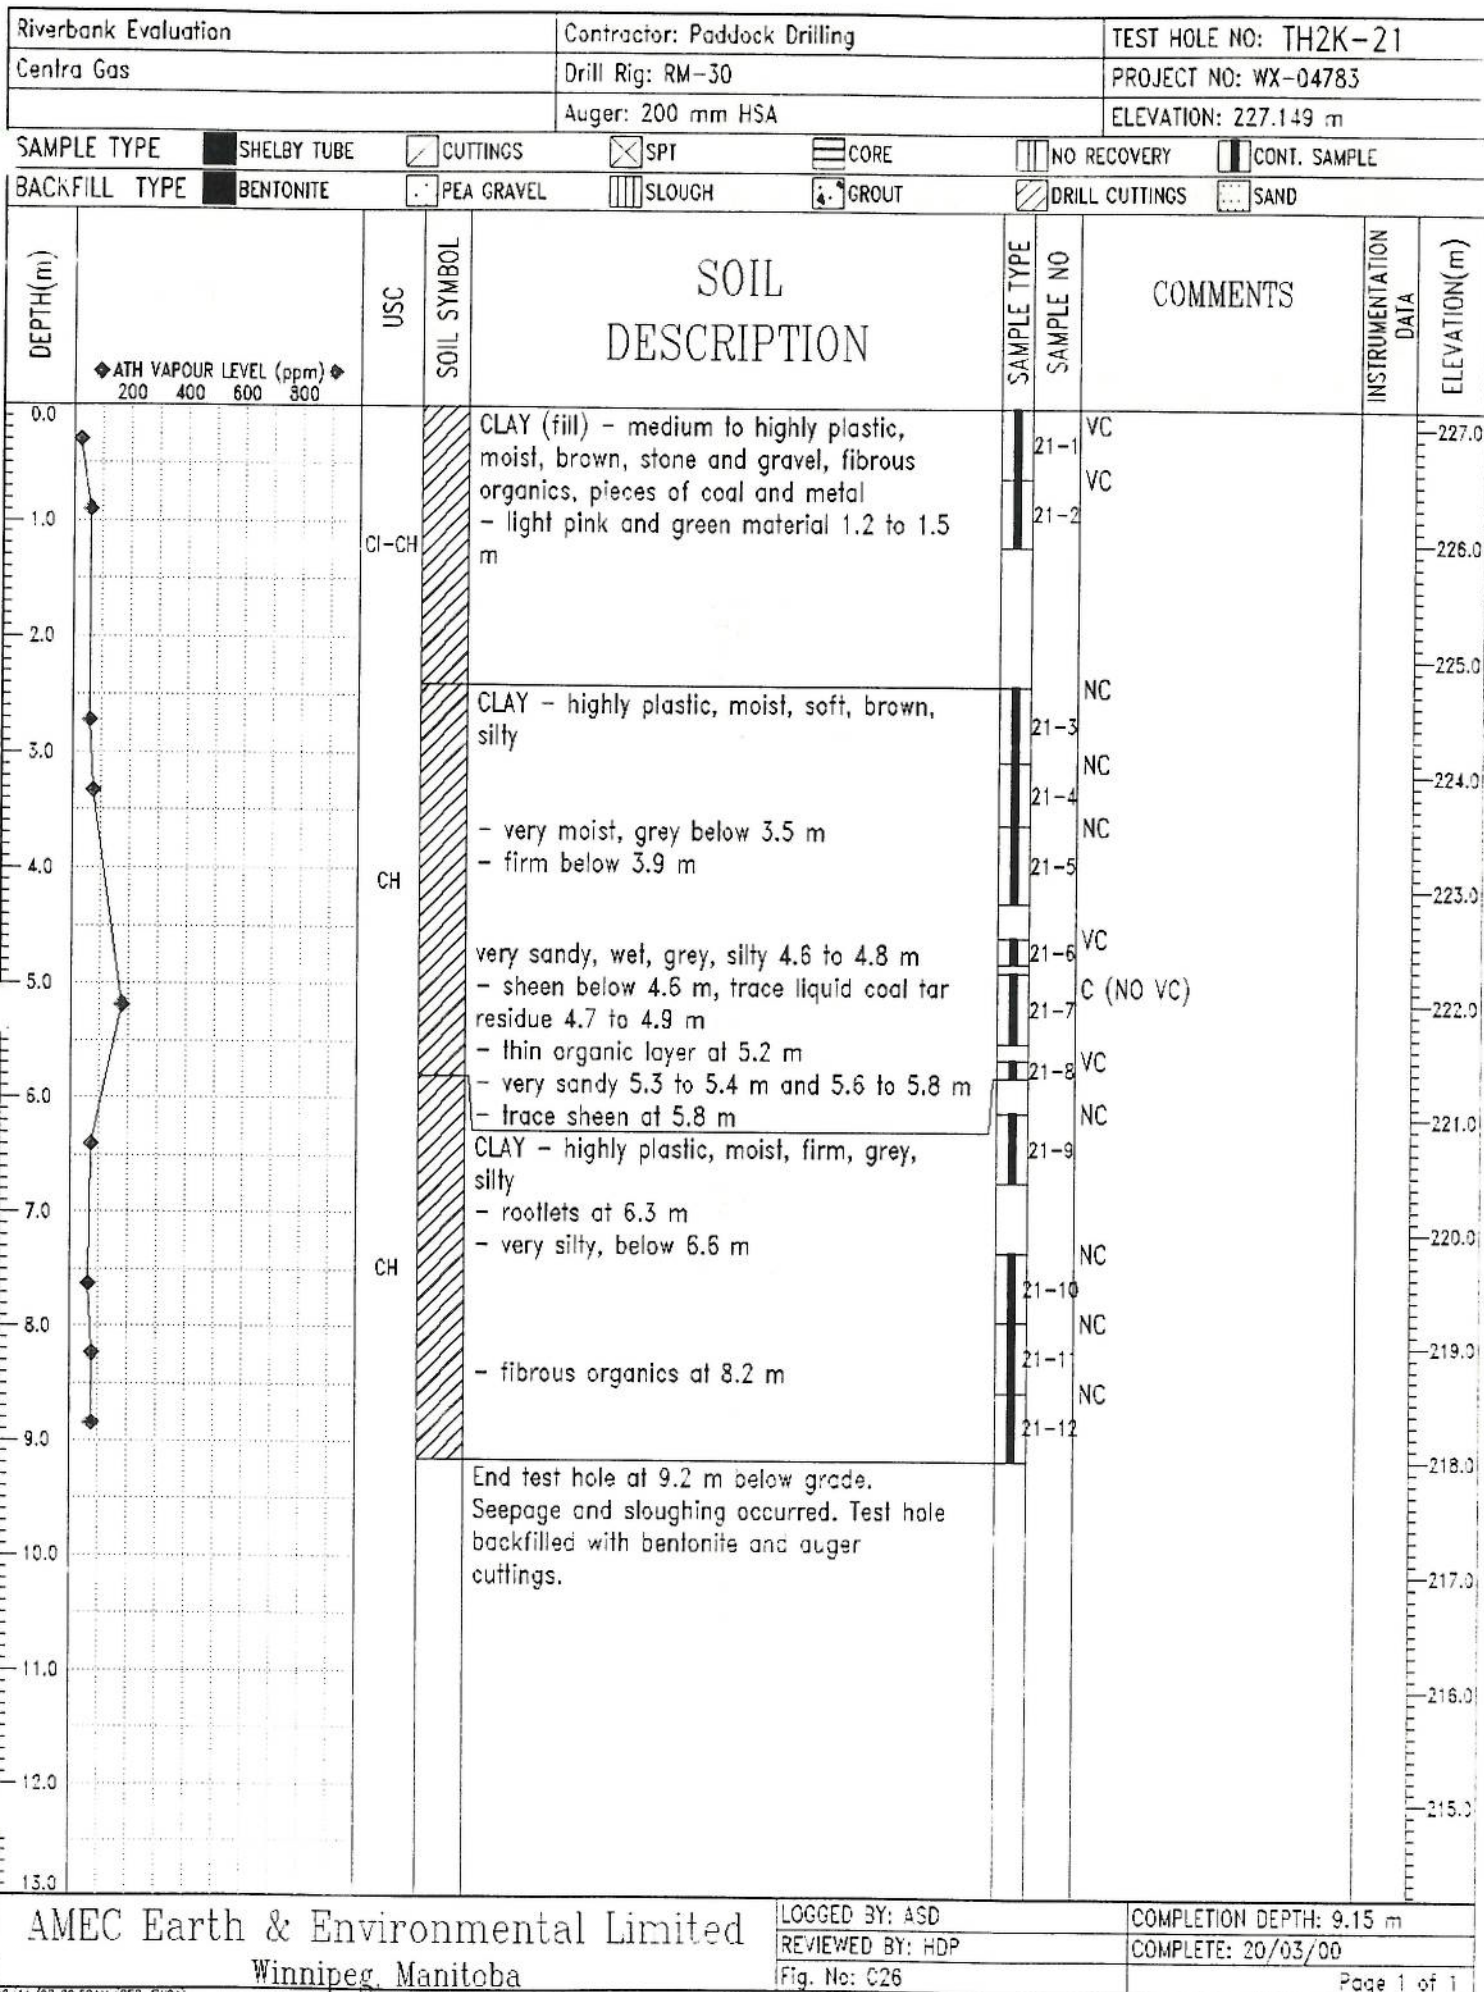 Riverbank Evaluation
Contractor: Paddock Drilling
TEST HOLE NO: TH2K-21
Centra Gas
Drill Rig: RM-30
PROJECT NO: WX-04783
Auger: 200 mm HSA
ELEVATION: 227.149 m
SAMPLE TYPE SHELBY TUBE CUTTINGS SPT CORE NO RECOVERY CONT. SAMPLE
BACKFILL TYPE BENTONITE PEA GRAVEL SLOUGH GROUT DRILL CUTTINGS SAND
DEPTH(m)
◆ATH VAPOUR LEVEL (ppm)◆
200 400 600 800
USC
SOIL SYMBOL
SOIL
DESCRIPTION
SAMPLE TYPE
SAMPLE NO
COMMENTS
INSTRUMENTATION
DATA
ELEVATION(m)
0.0
1.0
2.0
3.0
4.0
5.0
6.0
7.0
8.0
9.0
10.0
11.0
12.0
13.0
CI-CH
CH
CH
CLAY (fill) - medium to highly plastic,
moist, brown, stone and gravel, fibrous
organics, pieces of coal and metal
- light pink and green material 1.2 to 1.5
m
CLAY - highly plastic, moist, soft, brown,
silty
- very moist, grey below 3.5 m
- firm below 3.9 m
very sandy, wet, grey, silty 4.6 to 4.8 m
- sheen below 4.6 m, trace liquid coal tar
residue 4.7 to 4.9 m
- thin organic layer at 5.2 m
- very sandy 5.3 to 5.4 m and 5.6 to 5.8 m
- trace sheen at 5.8 m
CLAY - highly plastic, moist, firm, grey,
silty
- rootlets at 6.3 m
- very silty, below 6.6 m
- fibrous organics at 8.2 m
End test hole at 9.2 m below grade.
Seepage and sloughing occurred. Test hole
backfilled with bentonite and auger
cuttings.
21-1
21-2
21-3
21-4
21-5
21-6
21-7
21-8
21-9
21-10
21-11
21-12
VC
VC
NC
NC
NC
VC
C (NO VC)
VC
NC
NC
NC
NC
227.0
226.0
225.0
224.0
223.0
222.0
221.0
220.0
219.0
218.0
217.0
216.0
215.0
AMEC Earth & Environmental Limited
Winnipeg, Manitoba
LOGGED BY: ASD
COMPLETION DEPTH: 9.15 m
REVIEWED BY: HDP
COMPLETE: 20/03/00
Fig. No: C26
Page 1 of 1